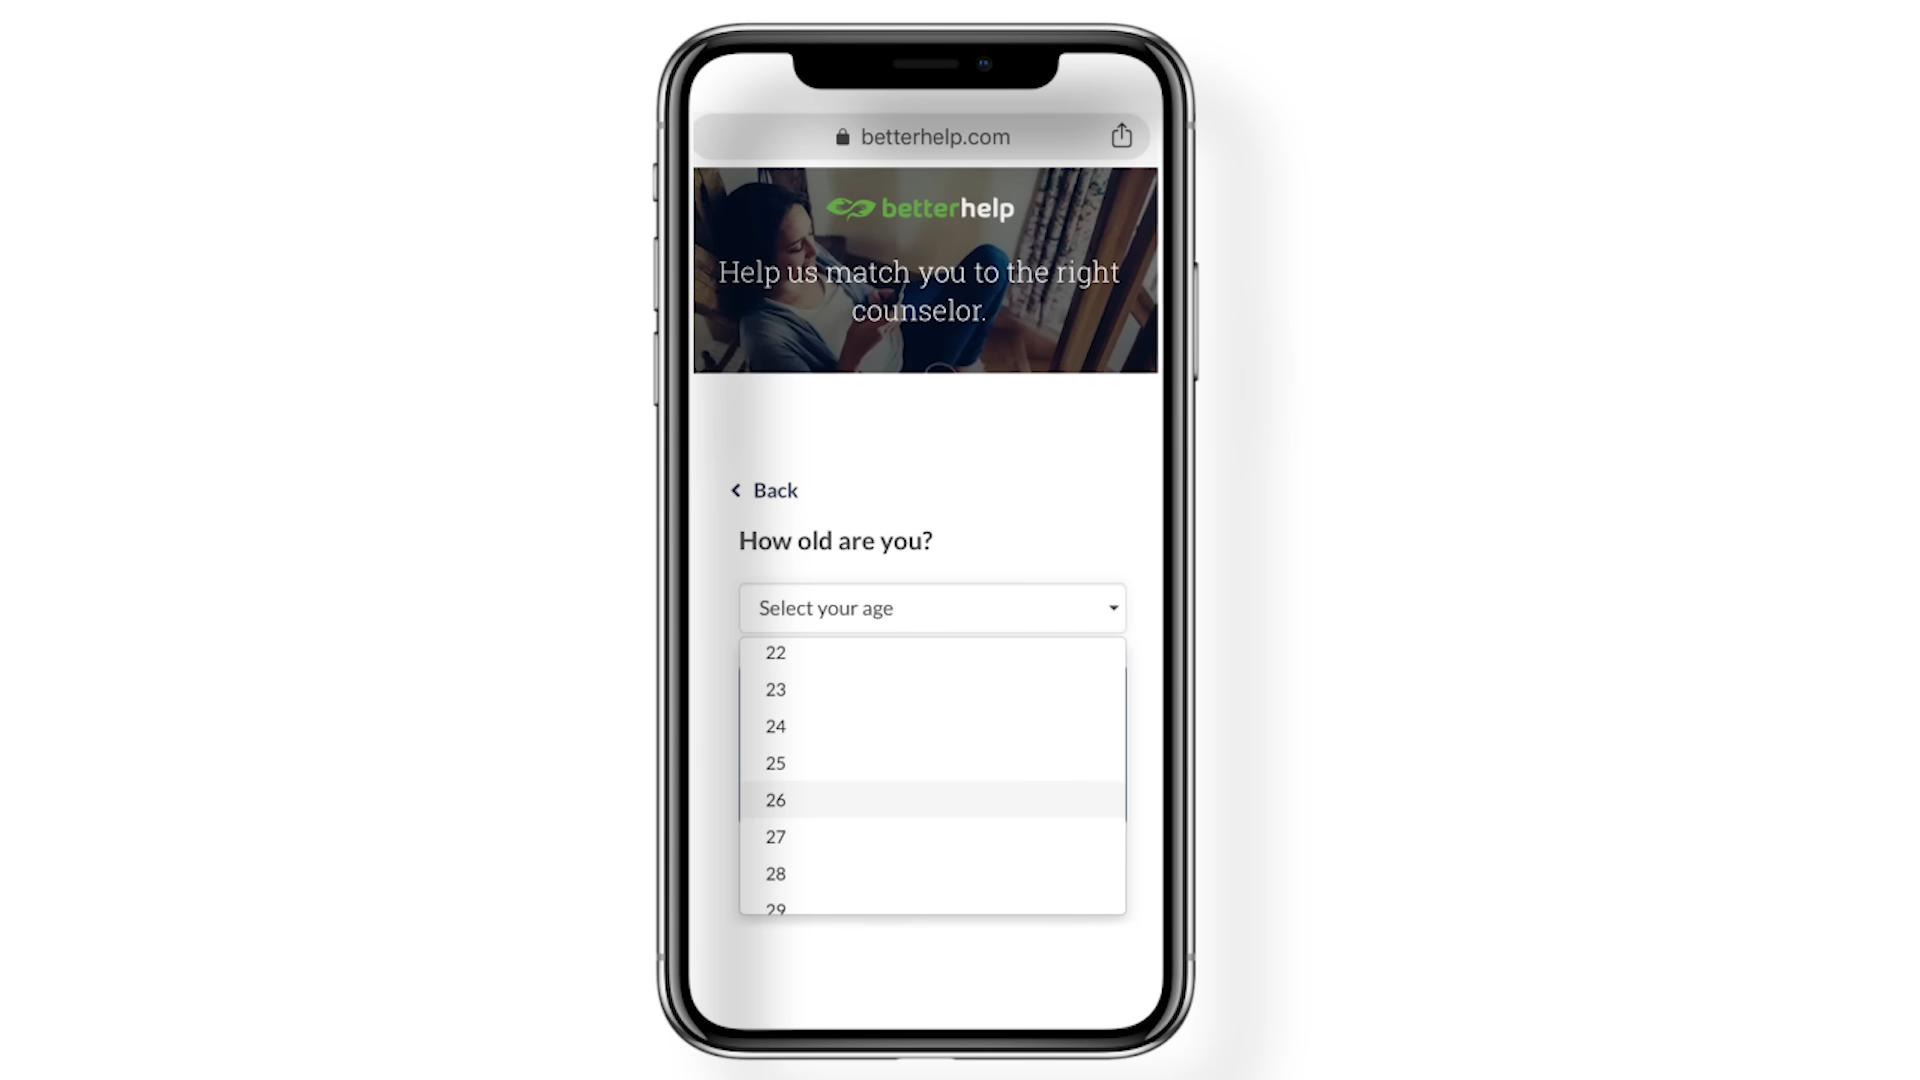 betterhelp.com
betterhelp
Help us match you to the right
counselor.
Back
How old are you?
Select your age
22
23
24
25
26
27
28
29